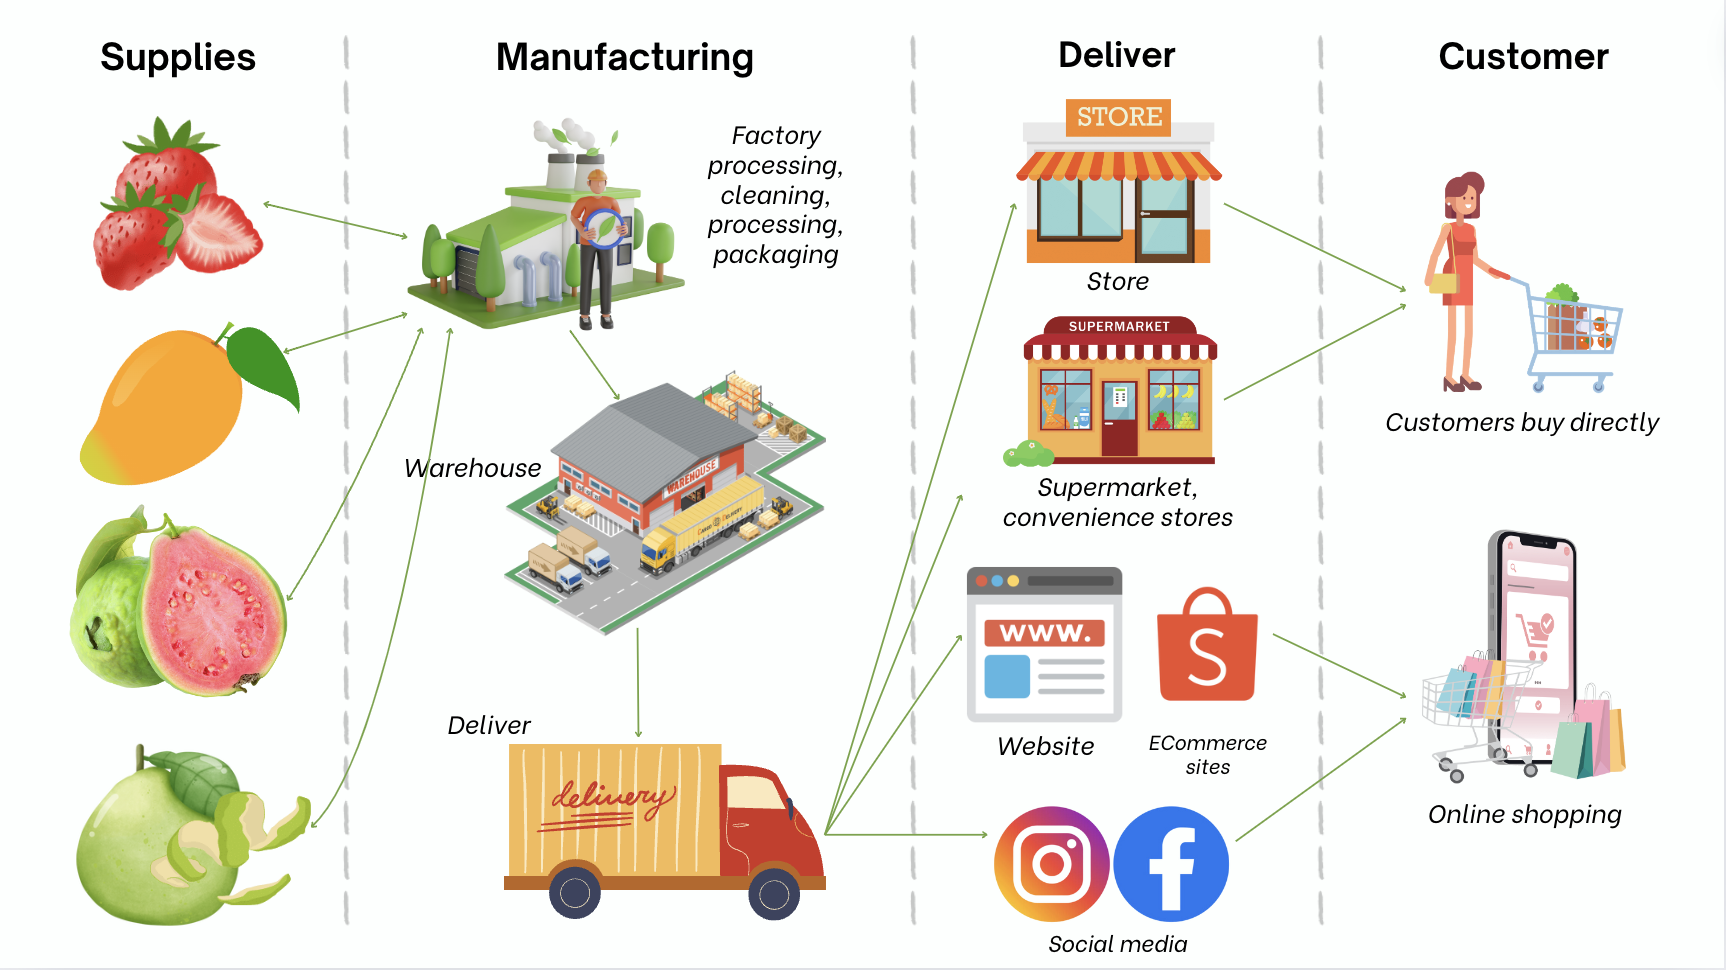 Supplies
Manufacturing
Deliver
Customer
Factory
processing,
cleaning,
processing,
packaging
Warehouse
WAREHOUSE
Deliver
delivery
STORE
Store
SUPERMARKET
Supermarket,
convenience stores
www.
Website
S
ECommerce
sites
f
Social media
Customers buy directly
Online shopping